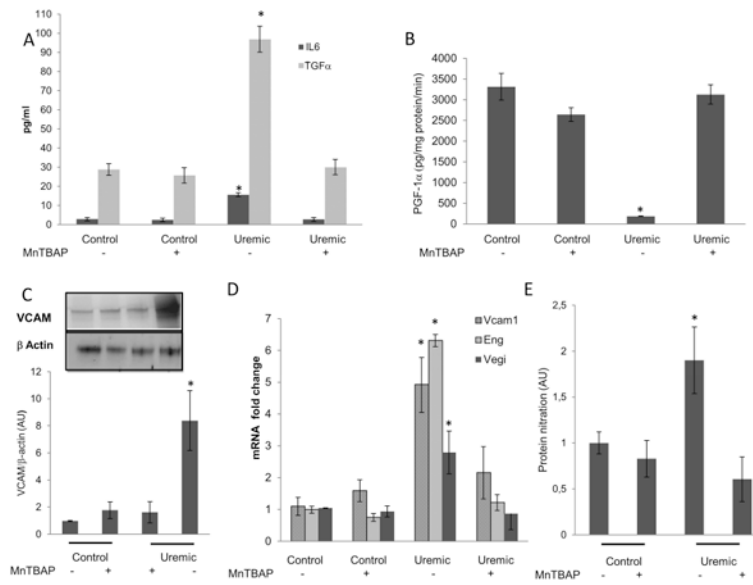 A
pg/ml
110
100
90
80
70
60
50
40
30
20
10
0
*
*
IL6
TGFα
Control Control Uremic Uremic
MnTBAP - + - +
B
PGF-1α (pg/mg protein/min)
4000
3500
3000
2500
2000
1500
1000
500
0
*
Control Control Uremic Uremic
MnTBAP - + - +
C
VCAM
β Actin
VCAM/β-actin (AU)
12
10
8
6
4
2
0
*
Control Uremic
MnTBAP - + + -
D
mRNA fold change
7
6
5
4
3
2
1
0
* *
*
Vcam1
Eng
Vegi
Control Control Uremic Uremic
MnTBAP - + - +
E
Protein nitration (AU)
2,5
2
1,5
1
0,5
0
*
Control Uremic
MnTBAP - + - +